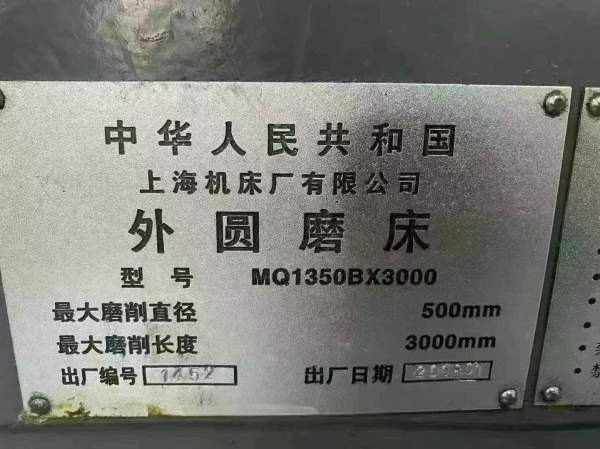 中华人民共和国
上海机床厂有限公司
外圆磨床
型号 MQ1350BX3000
最大磨削直径 500mm
最大磨削长度 3000mm
出厂编号 1452 出厂日期